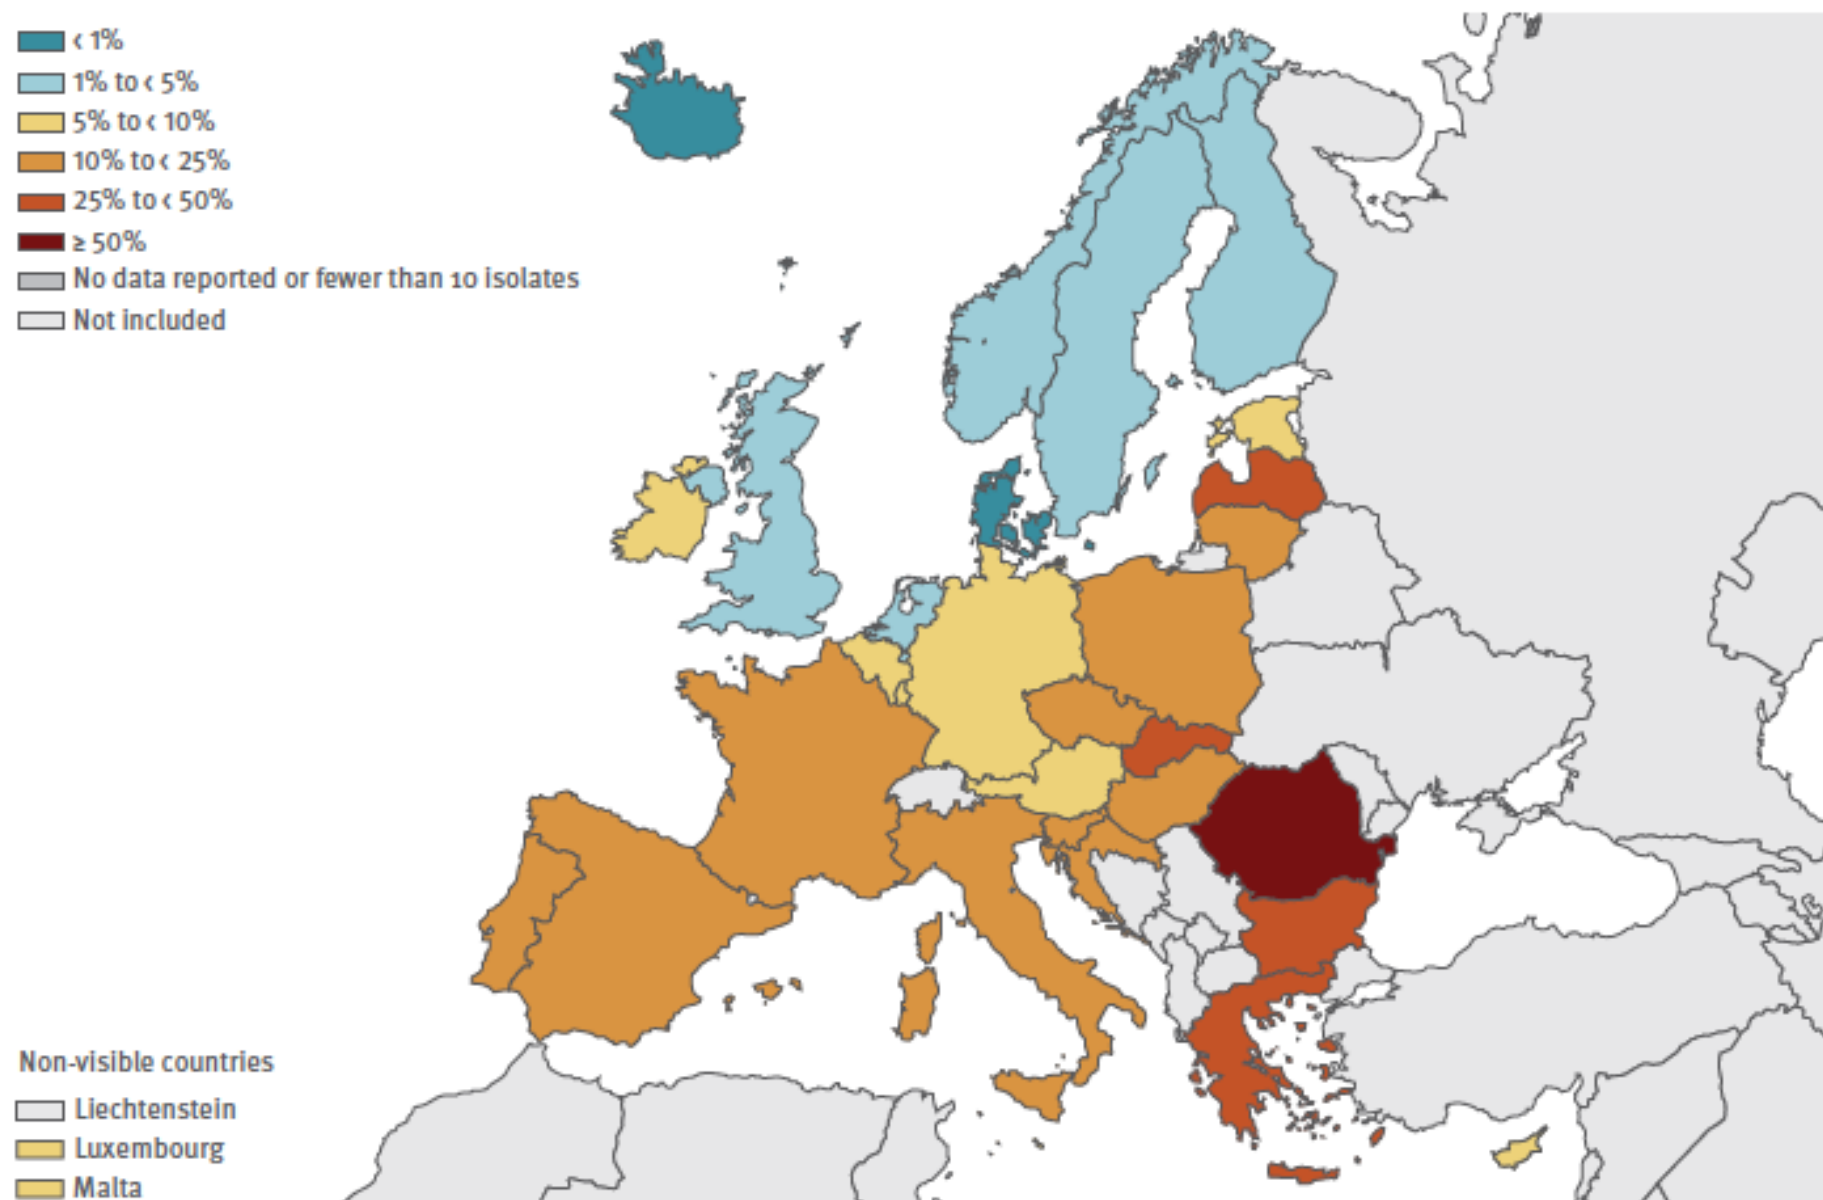 < 1%
1% to < 5%
5% to < 10%
10% to < 25%
25% to < 50%
≥ 50%
No data reported or fewer than 10 isolates
Not included
Non-visible countries
Liechtenstein
Luxembourg
Malta